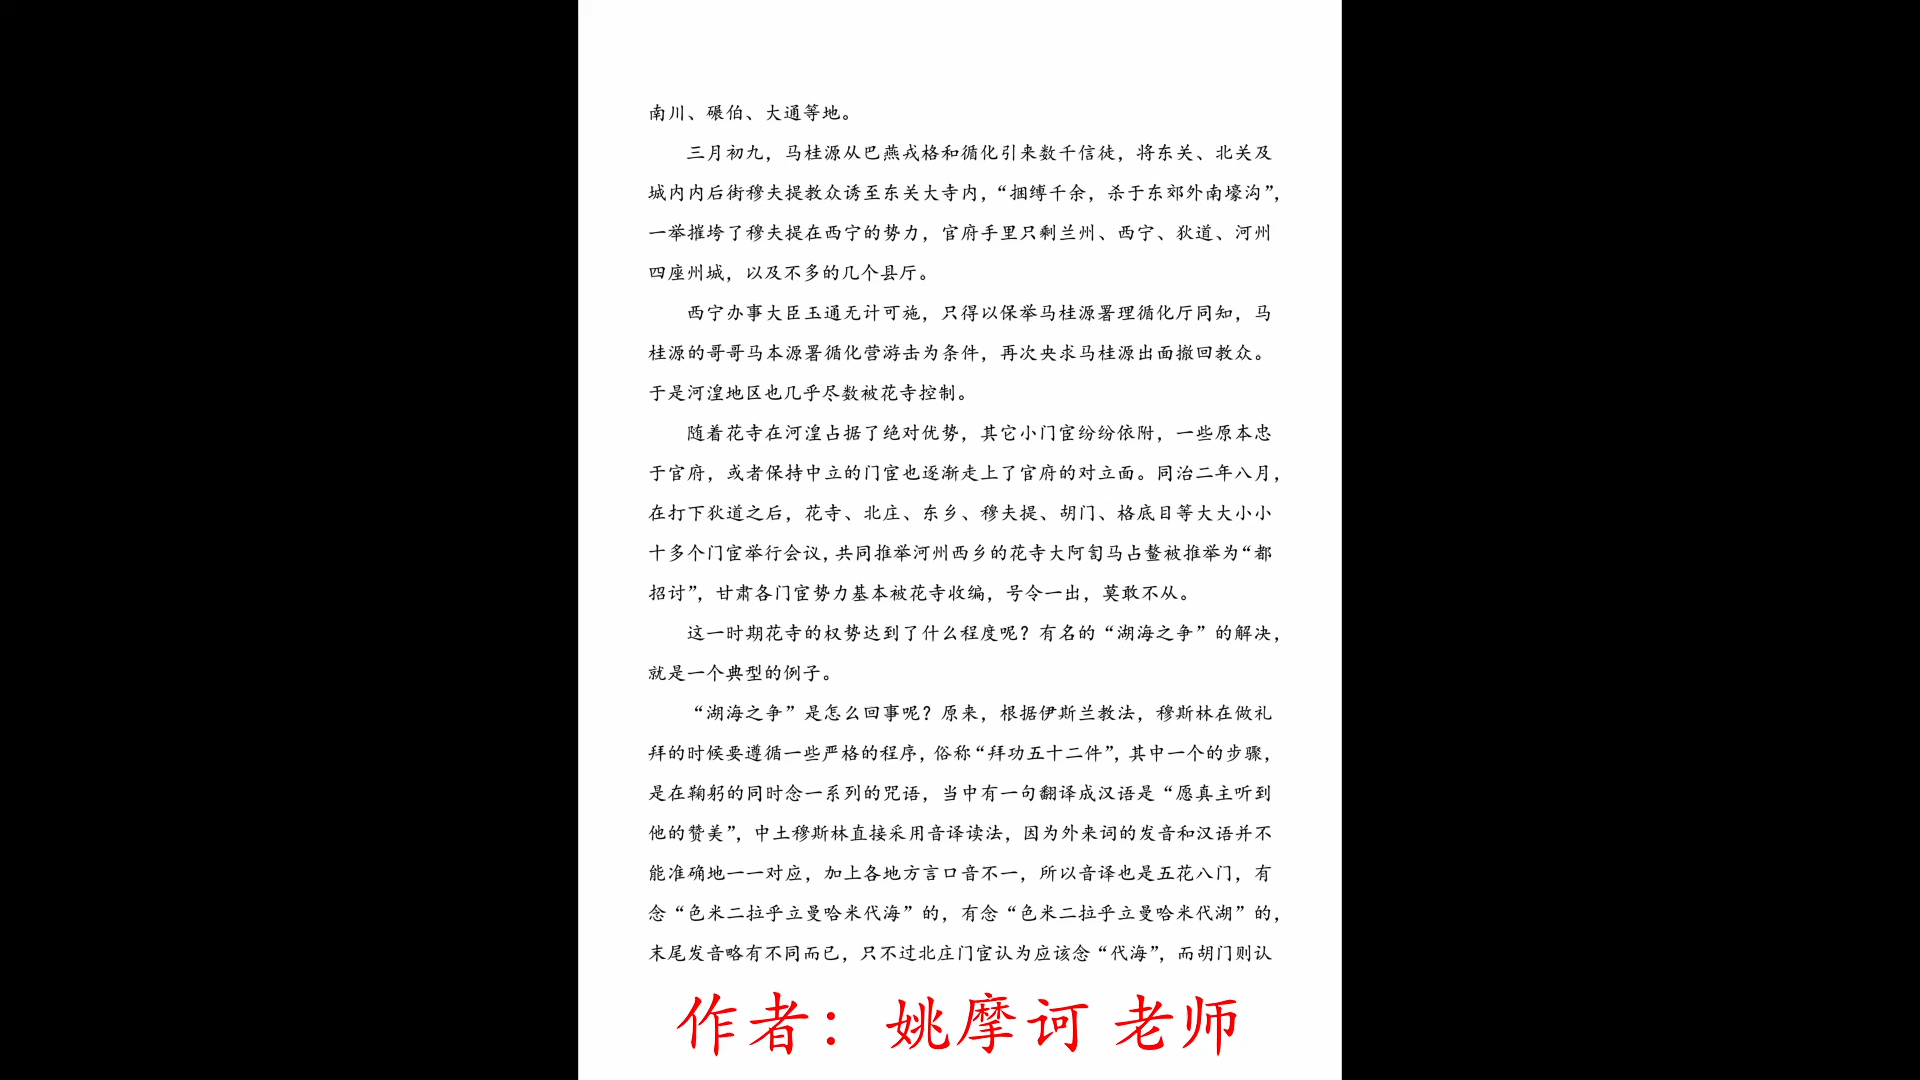 南川、碾伯、大通等地。
三月初九，马桂源从巴燕戎格和循化引来数千信徒，将东关、北关及
城内内后街穆夫提教众诱至东关大寺内，“捆缚千余，杀于东郊外南壕沟”，
一举摧垮了穆夫提在西宁的势力，官府手里只剩兰州、西宁、狄道、河州
四座州城，以及不多的几个县厅。
西宁办事大臣玉通无计可施，只得以保举马桂源署理循化厅同知，马
桂源的哥哥马本源署循化营游击为条件，再次央求马桂源出面撤回教众。
于是河湟地区也几乎尽数被花寺控制。
随着花寺在河湟占据了绝对优势，其它小门宦纷纷依附，一些原本忠
于官府，或者保持中立的门宦也逐渐走上了官府的对立面。同治二年八月，
在打下狄道之后，花寺、北庄、东乡、穆夫提、胡门、格底目等大大小小
十多个门宦举行会议，共同推举河州西乡的花寺大阿訇马占鳌被推举为“都
招讨”，甘肃各门宦势力基本被花寺收编，号令一出，莫敢不从。
这一时期花寺的权势达到了什么程度呢？有名的“湖海之争”的解决，
就是一个典型的例子。
“湖海之争”是怎么回事呢？原来，根据伊斯兰教法，穆斯林在做礼
拜的时候要遵循一些严格的程序，俗称“拜功五十二件”，其中一个的步骤，
是在鞠躬的同时念一系列的咒语，当中有一句翻译成汉语是“愿真主听到
他的赞美”，中土穆斯林直接采用音译读法，因为外来词的发音和汉语并不
能准确地一一对应，加上各地方言口音不一，所以音译也是五花八门，有
念“色米二拉乎立曼哈米代海”的，有念“色米二拉乎立曼哈米代湖”的，
末尾发音略有不同而已，只不过北庄门宦认为应该念“代海”，而胡门则认
作者：姚摩诃 老师